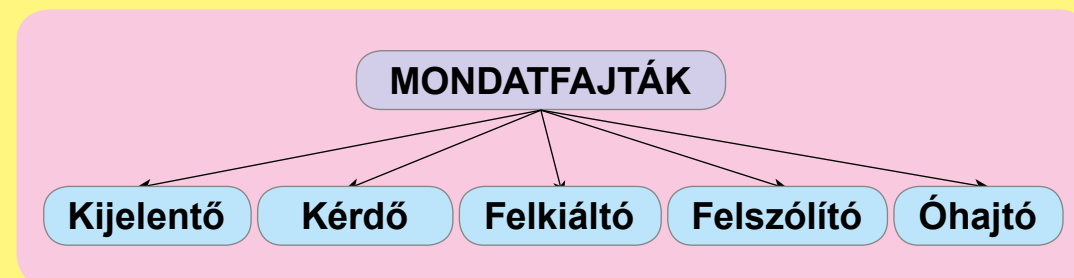 MONDATFAJTÁK
Kijelentő Kérdő Felkiáltó Felszólító Óhajtó